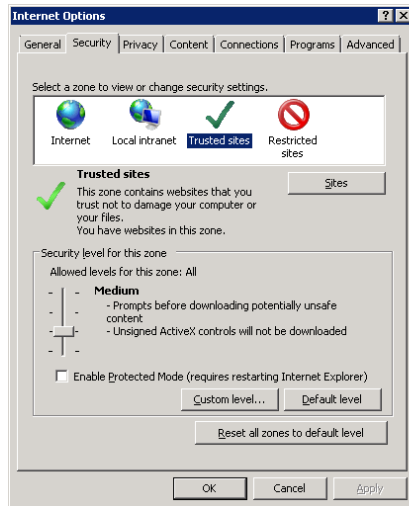 Internet Options
General Security Privacy Content Connections Programs Advanced
Select a zone to view or change security settings.
Internet Local intranet Trusted sites Restricted
sites
Trusted sites
Sites
This zone contains websites that you
trust not to damage your computer or
your files.
You have websites in this zone.
Security level for this zone
Allowed levels for this zone: All
Medium
- Prompts before downloading potentially unsafe
content
- Unsigned ActiveX controls will not be downloaded
Enable Protected Mode (requires restarting Internet Explorer)
Custom level... Default level
Reset all zones to default level
OK Cancel Apply